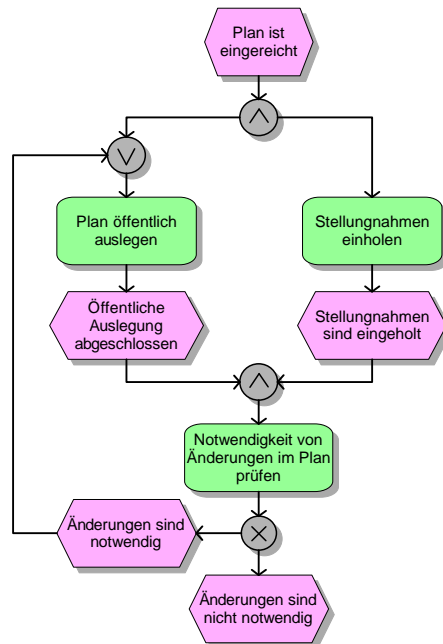 Plan ist
eingereicht
Plan öffentlich
auslegen
Stellungnahmen
einholen
Öffentliche
Auslegung
abgeschlossen
Stellungnahmen
sind eingeholt
Notwendigkeit von
Änderungen im Plan
prüfen
Änderungen sind
notwendig
Änderungen sind
nicht notwendig